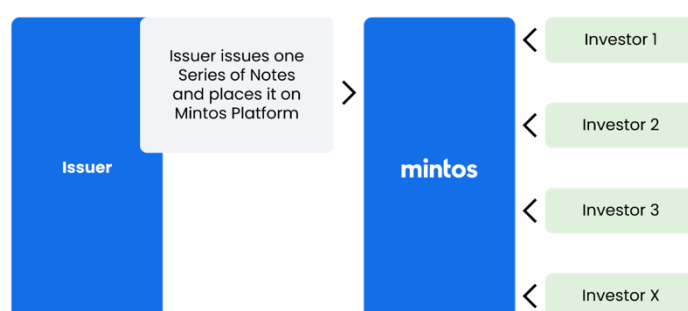 Issuer
Issuer issues one
Series of Notes
and places it on
Mintos Platform
mintos
Investor 1
Investor 2
Investor 3
Investor X